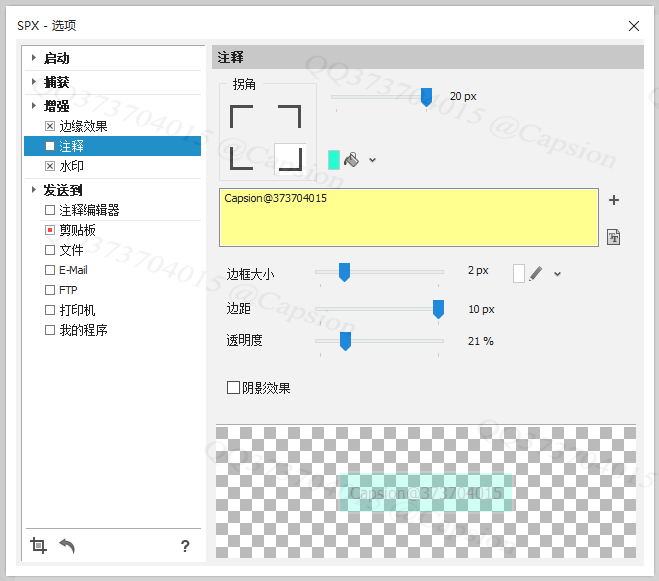 SPX - 选项
启动
捕获
增强
边缘效果
注释
水印
发送到
注释编辑器
剪贴板
文件
E-Mail
FTP
打印机
我的程序
?
注释
拐角
20 px
Capsion@373704015
边框大小
2 px
边距
10 px
透明度
21 %
阴影效果
Capsion@373704015
QQ373704015 @Capsion
QQ373704015 @Capsion
QQ373704015 @Capsion
QQ373704015